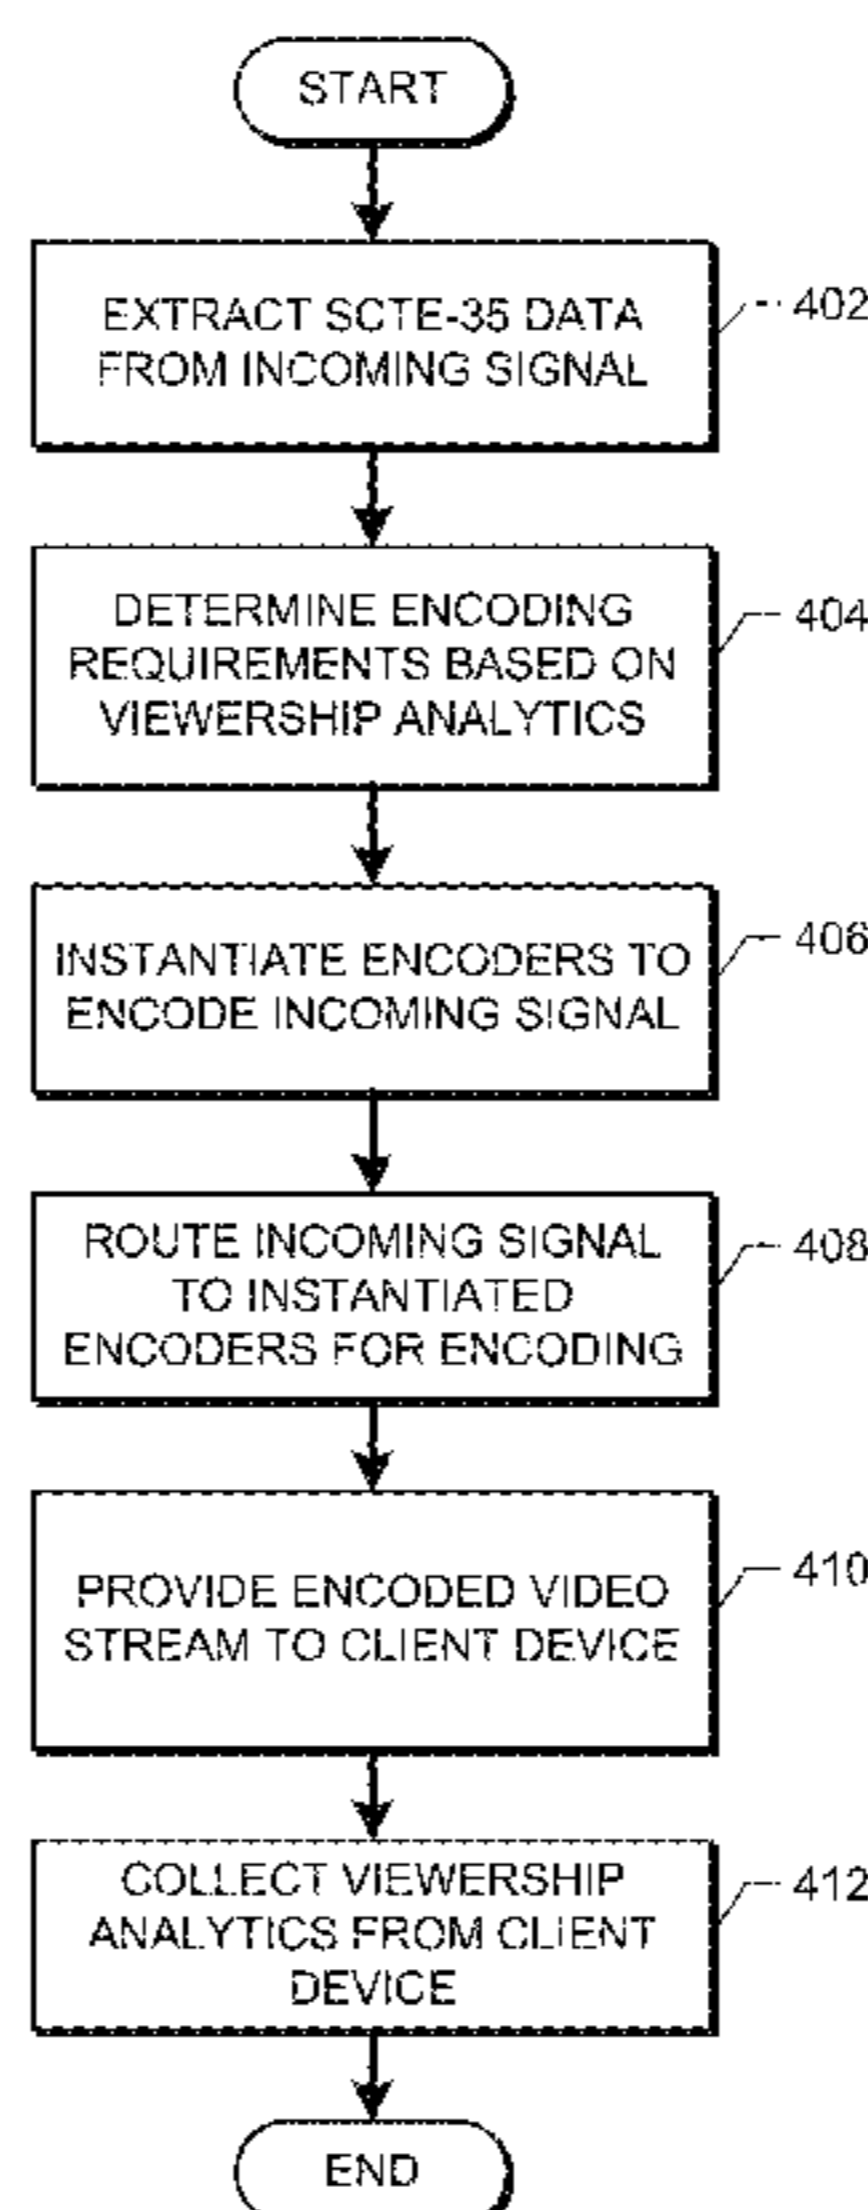 START
EXTRACT SCTE-35 DATA
FROM INCOMING SIGNAL
402
DETERMINE ENCODING
REQUIREMENTS BASED ON
VIEWERSHIP ANALYTICS
404
INSTANTIATE ENCODERS TO
ENCODE INCOMING SIGNAL
406
ROUTE INCOMING SIGNAL
TO INSTANTIATED
ENCODERS FOR ENCODING
408
PROVIDE ENCODED VIDEO
STREAM TO CLIENT DEVICE
410
COLLECT VIEWERSHIP
ANALYTICS FROM CLIENT
DEVICE
412
END